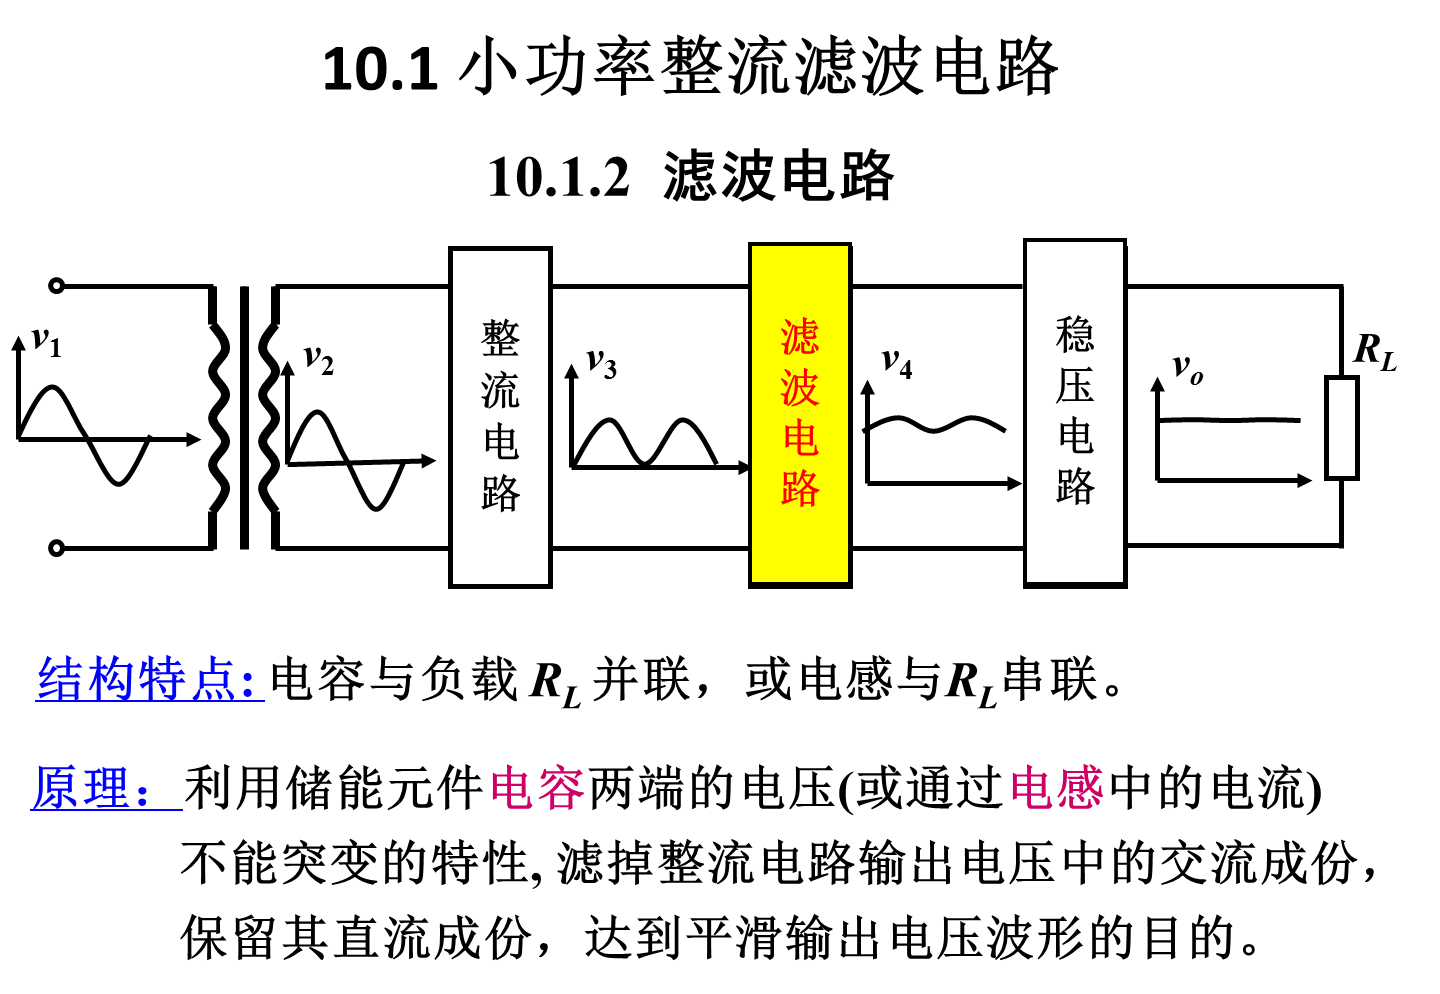 10.1 小功率整流滤波电路
10.1.2 滤波电路
v1
v2
整流电路
v3
滤波电路
v4
稳压电路
vo
RL
结构特点: 电容与负载 RL 并联，或电感与RL串联。
原理：利用储能元件电容两端的电压(或通过电感中的电流)
不能突变的特性, 滤掉整流电路输出电压中的交流成份，
保留其直流成份，达到平滑输出电压波形的目的。